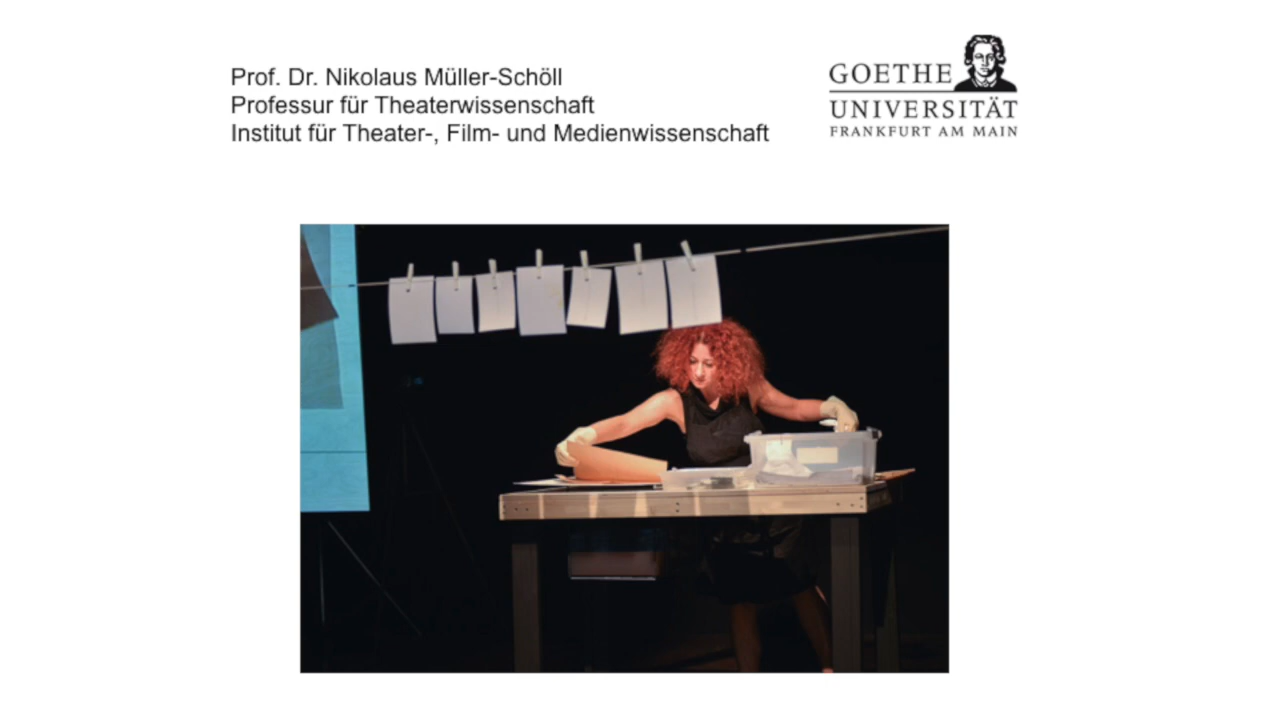 Prof. Dr. Nikolaus Müller-Schöll
Professur für Theaterwissenschaft
Institut für Theater-, Film- und Medienwissenschaft
GOETHE
UNIVERSITÄT
FRANKFURT AM MAIN